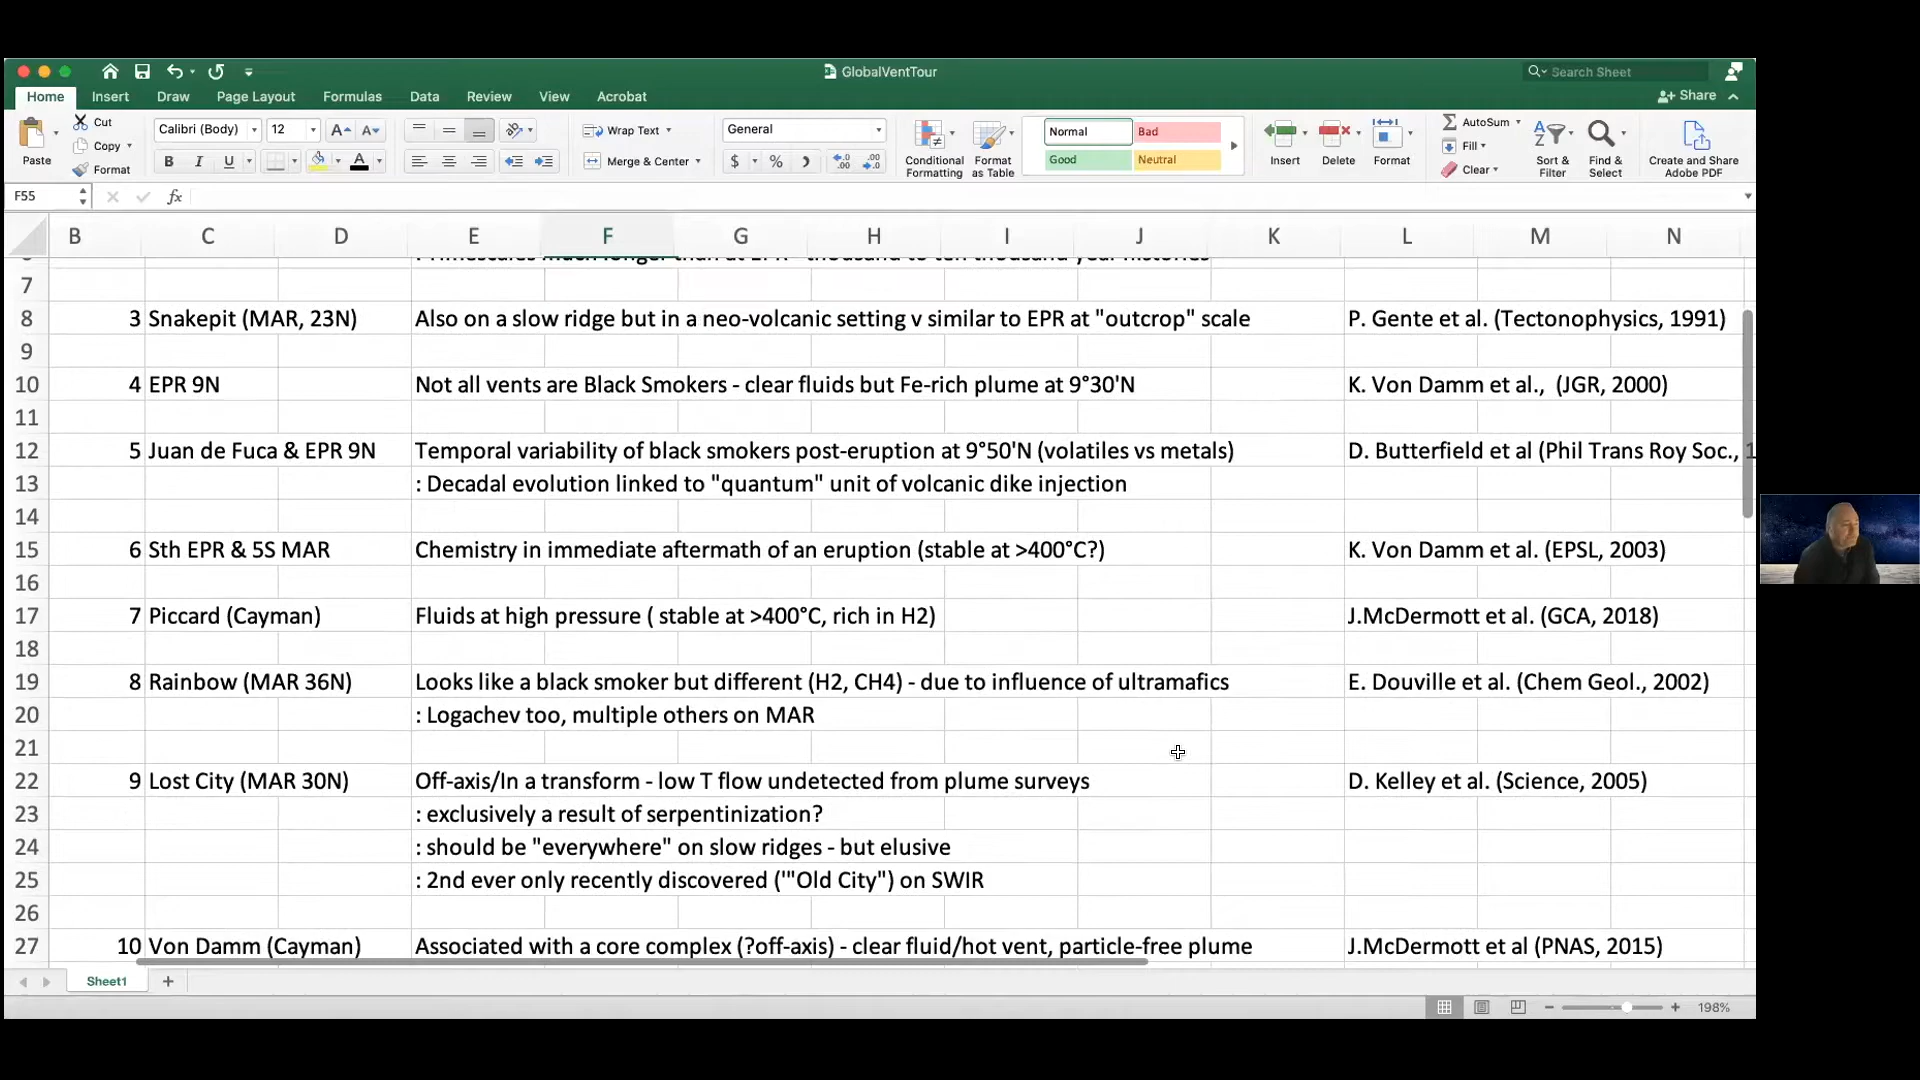 GlobalVentTour
Search Sheet
Home Insert Draw Page Layout Formulas Data Review View Acrobat
Share
Paste
Cut
Copy
Format
Calibri (Body) 12
A A
B I U A
Wrap Text
Merge & Center
General
$ % )
Conditional Formatting
Format as Table
Normal Bad
Good Neutral
Insert Delete Format
AutoSum
Fill
Clear
Sort & Filter
Find & Select
Create and Share Adobe PDF
F55 fx
B C D E F G H I J K L M N
7
8 3 Snakepit (MAR, 23N) Also on a slow ridge but in a neo-volcanic setting v similar to EPR at "outcrop" scale P. Gente et al. (Tectonophysics, 1991)
9
10 4 EPR 9N Not all vents are Black Smokers - clear fluids but Fe-rich plume at 9°30'N K. Von Damm et al., (JGR, 2000)
11
12 5 Juan de Fuca & EPR 9N Temporal variability of black smokers post-eruption at 9°50'N (volatiles vs metals) D. Butterfield et al (Phil Trans Roy Soc., 1
13 : Decadal evolution linked to "quantum" unit of volcanic dike injection
14
15 6 Sth EPR & 5S MAR Chemistry in immediate aftermath of an eruption (stable at >400°C?) K. Von Damm et al. (EPSL, 2003)
16
17 7 Piccard (Cayman) Fluids at high pressure ( stable at >400°C, rich in H2) J.McDermott et al. (GCA, 2018)
18
19 8 Rainbow (MAR 36N) Looks like a black smoker but different (H2, CH4) - due to influence of ultramafics E. Douville et al. (Chem Geol., 2002)
20 : Logachev too, multiple others on MAR
21
22 9 Lost City (MAR 30N) Off-axis/In a transform - low T flow undetected from plume surveys D. Kelley et al. (Science, 2005)
23 : exclusively a result of serpentinization?
24 : should be "everywhere" on slow ridges - but elusive
25 : 2nd ever only recently discovered ('"Old City") on SWIR
26
27 10 Von Damm (Cayman) Associated with a core complex (?off-axis) - clear fluid/hot vent, particle-free plume J.McDermott et al (PNAS, 2015)
Sheet1 +
198%